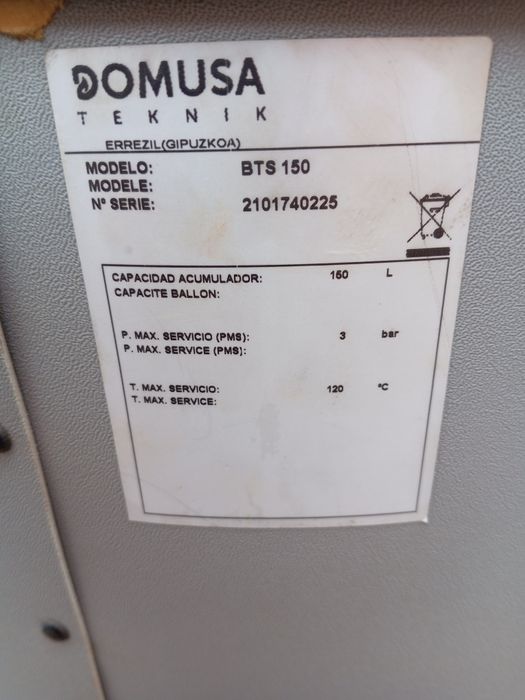 DOMUSA
TEKNIK
ERREZIL(GIPUZKOA)
MODELO: BTS 150
MODELE:
Nº SERIE: 2101740225
CAPACIDAD ACUMULADOR: 150 L
CAPACITE BALLON:
P. MAX. SERVICIO (PMS): 3 bar
P. MAX. SERVICE (PMS):
T. MAX. SERVICIO: 120 ºC
T. MAX. SERVICE: